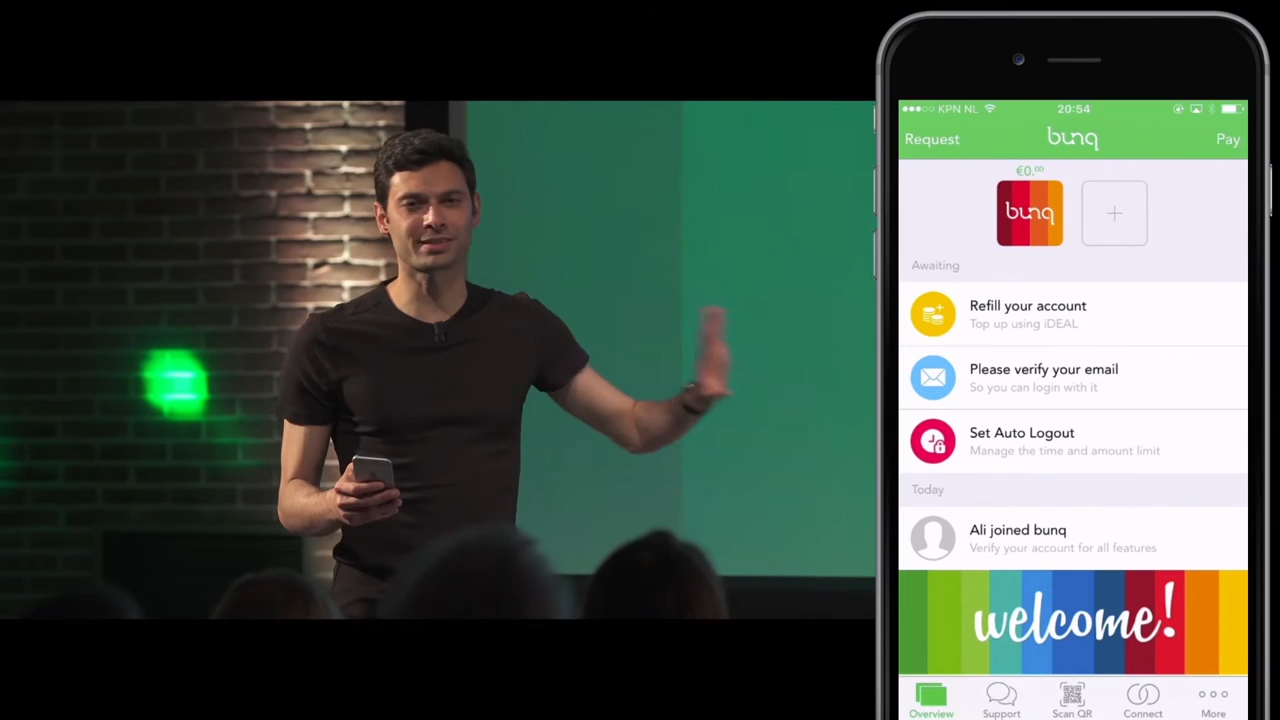 KPN NL 20:54
Request bunq Pay
€0.00
bunq
Awaiting
Refill your account
Top up using iDEAL
Please verify your email
So you can login with it
Set Auto Logout
Manage the time and amount limit
Today
Ali joined bunq
Verify your account for all features
welcome!
Overview Support Scan QR Connect More